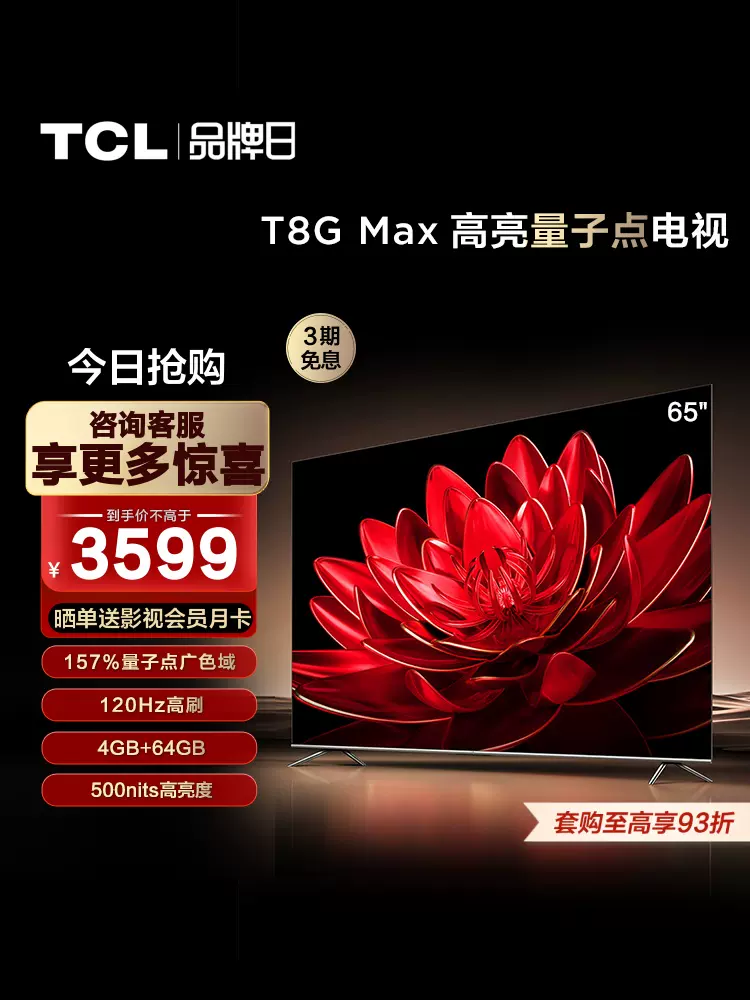 TCL 品牌日
T8G Max 高亮量子点电视
3期
免息
今日抢购
65"
咨询客服
享更多惊喜
到手价不高于
¥3599
晒单送影视会员月卡
157%量子点广色域
120Hz高刷
4GB+64GB
500nits高亮度
套购至高享93折